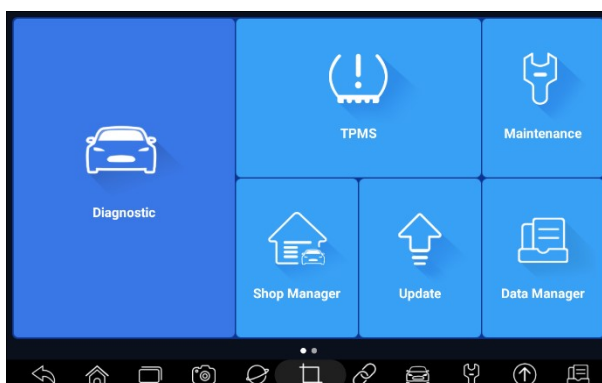 TPMS
Maintenance
Diagnostic
Shop Manager
Update
Data Manager